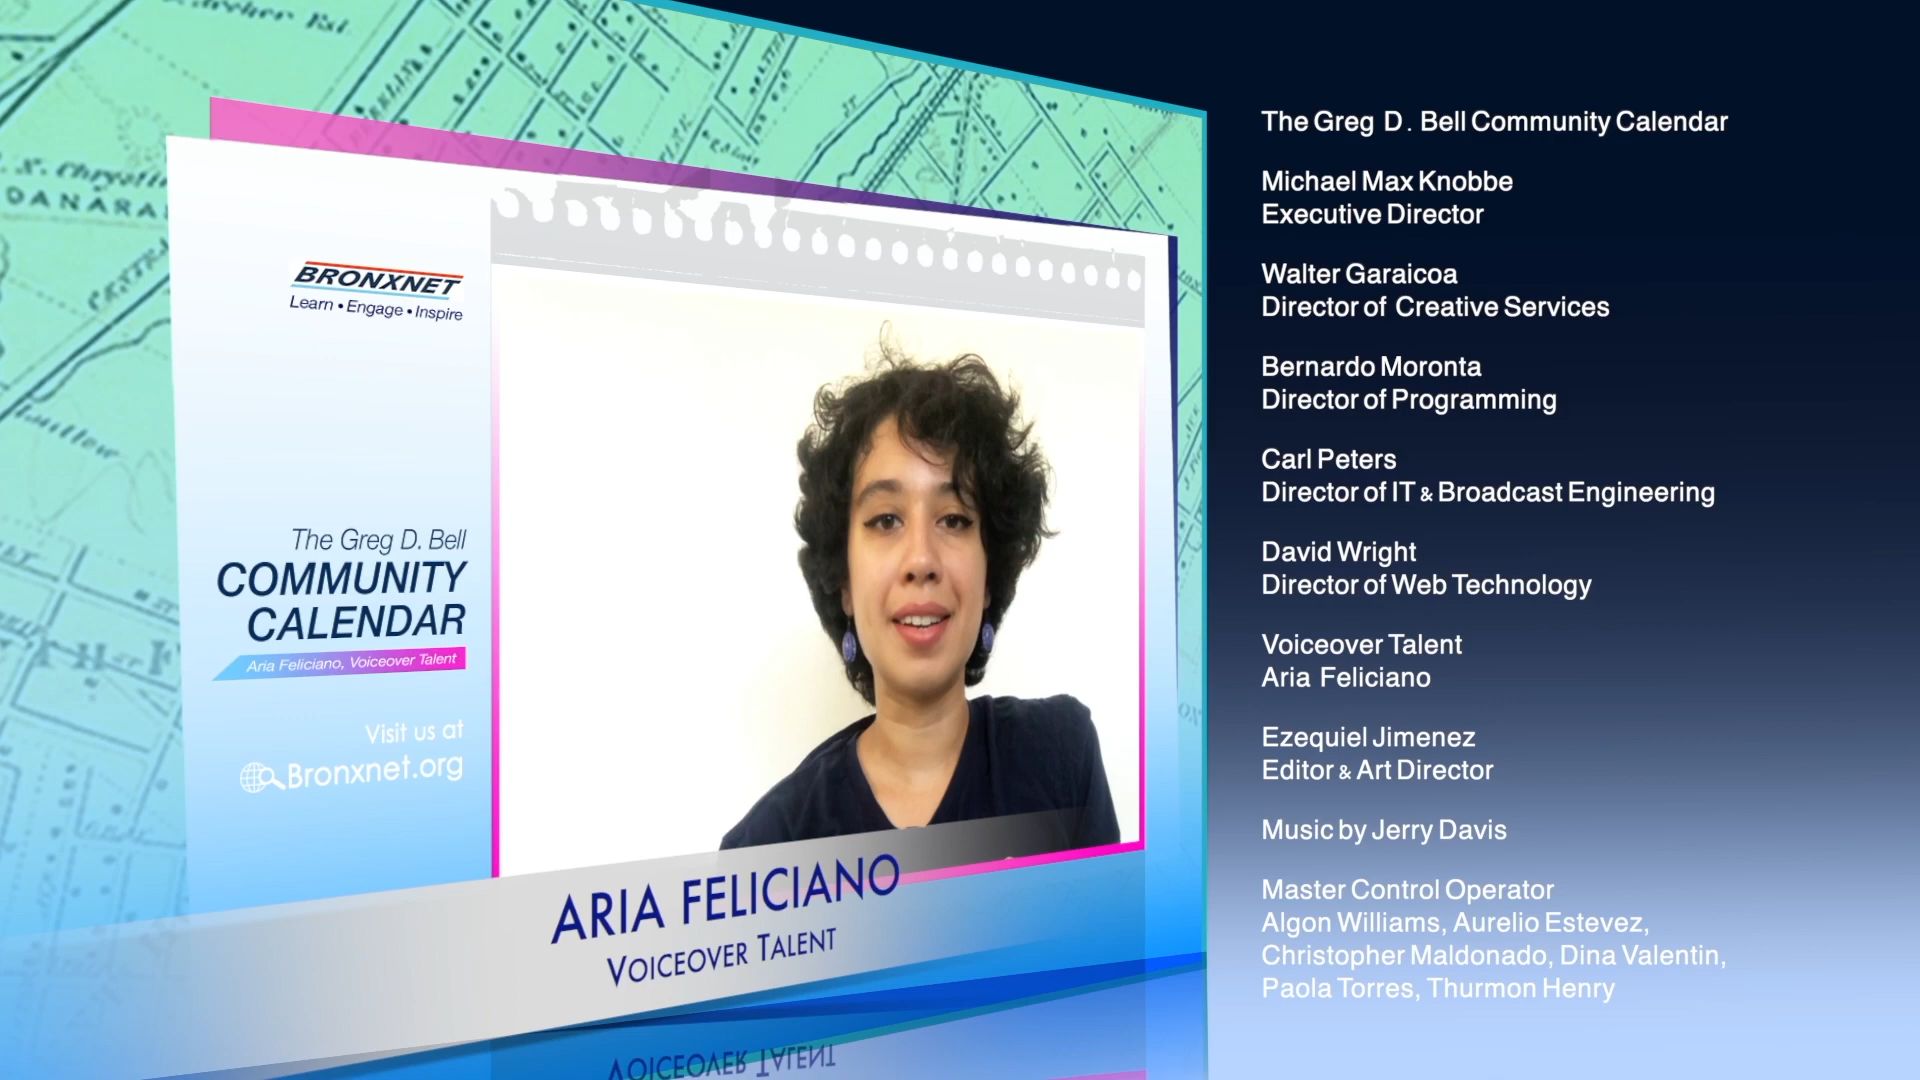 BRONXNET
Learn • Engage • Inspire
The Greg D. Bell
COMMUNITY
CALENDAR
Aria Feliciano, Voiceover Talent
Visit us at
Bronxnet.org
ARIA FELICIANO
VOICEOVER TALENT
VOICEOVER TALENT
The Greg D. Bell Community Calendar
Michael Max Knobbe
Executive Director
Walter Garaicoa
Director of Creative Services
Bernardo Moronta
Director of Programming
Carl Peters
Director of IT & Broadcast Engineering
David Wright
Director of Web Technology
Voiceover Talent
Aria Feliciano
Ezequiel Jimenez
Editor & Art Director
Music by Jerry Davis
Master Control Operator
Algon Williams, Aurelio Estevez,
Christopher Maldonado, Dina Valentin,
Paola Torres, Thurmon Henry